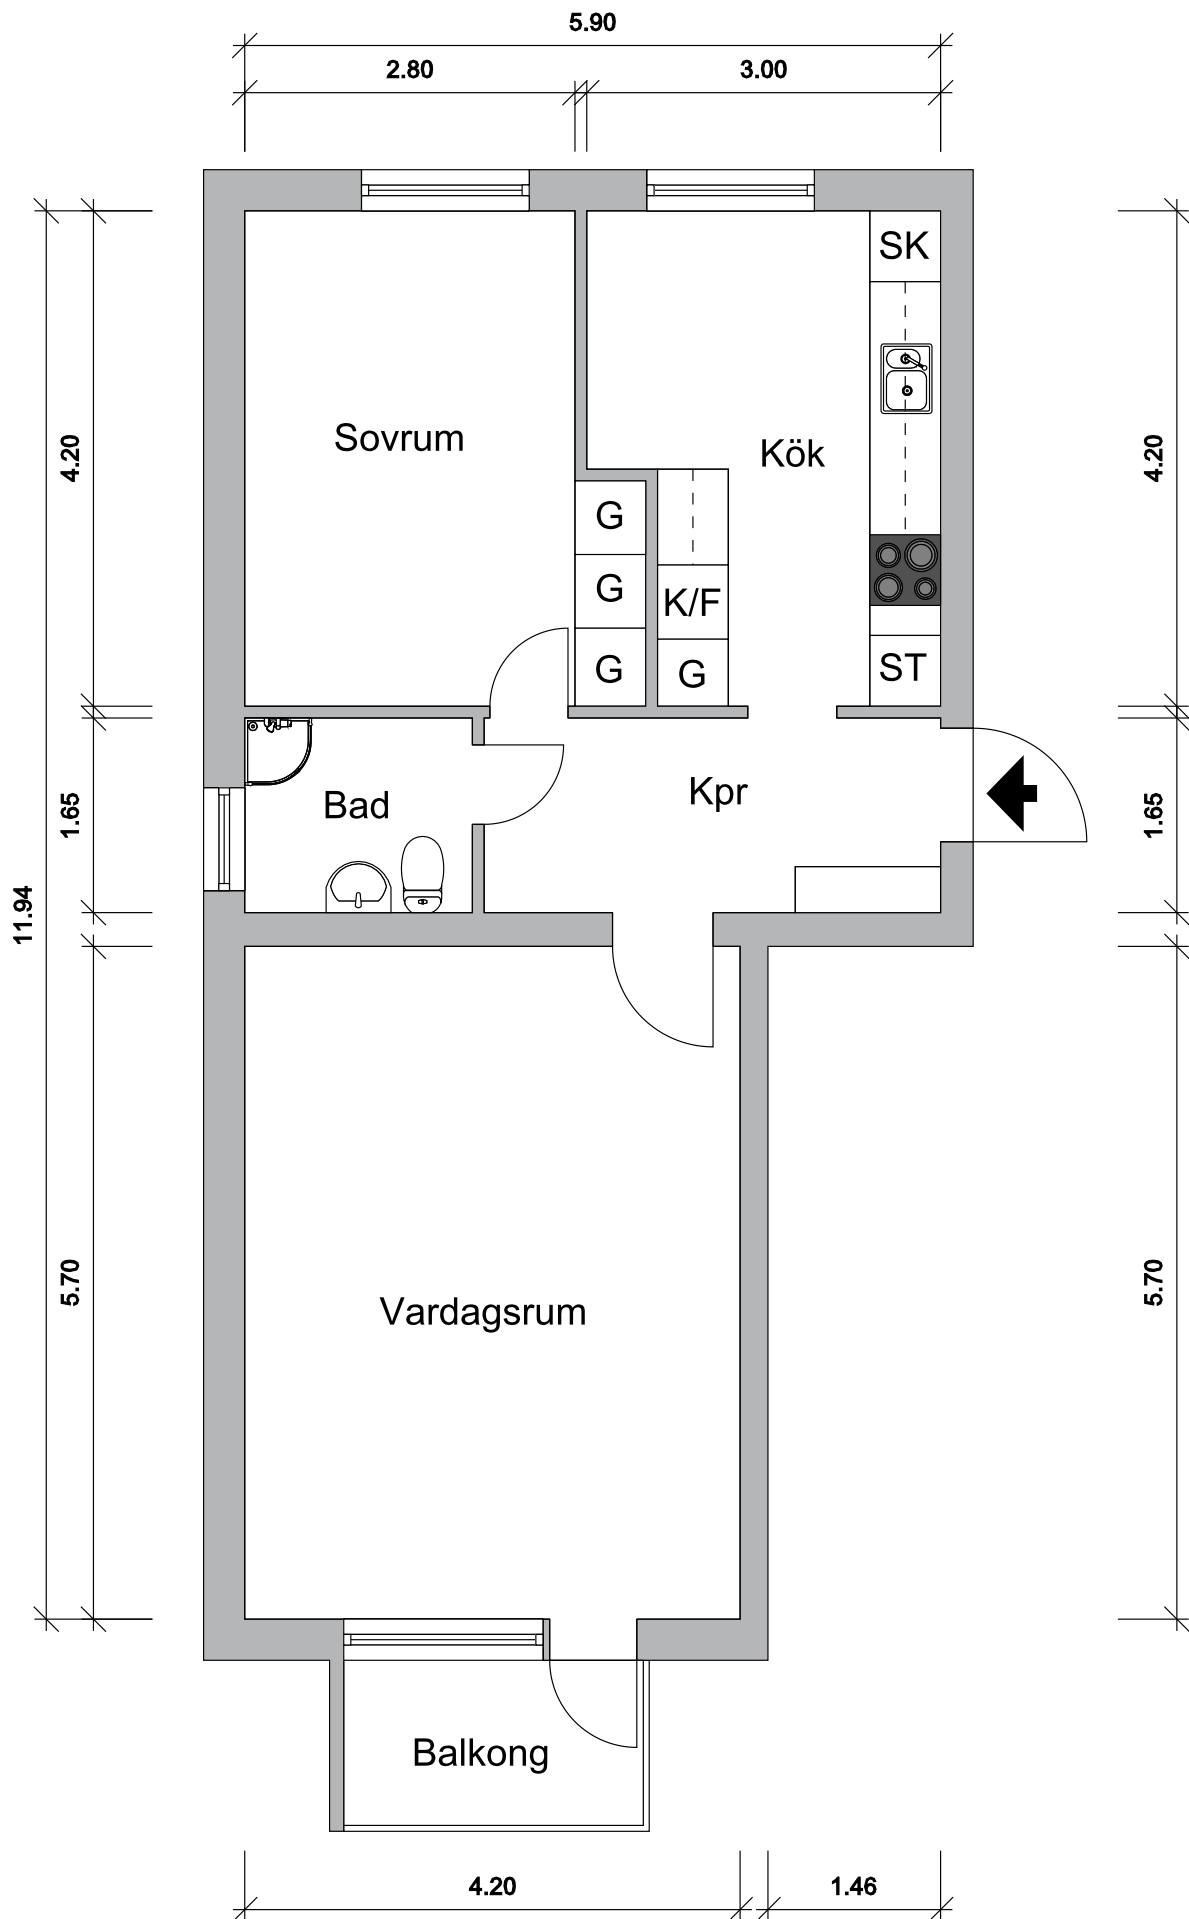 5.90
2.80
3.00
SK
Sovrum
Kök
4.20
4.20
G
G
K/F
G
G
ST
Bad
Kpr
1.65
1.65
11.94
5.70
5.70
Vardagsrum
Balkong
4.20
1.46